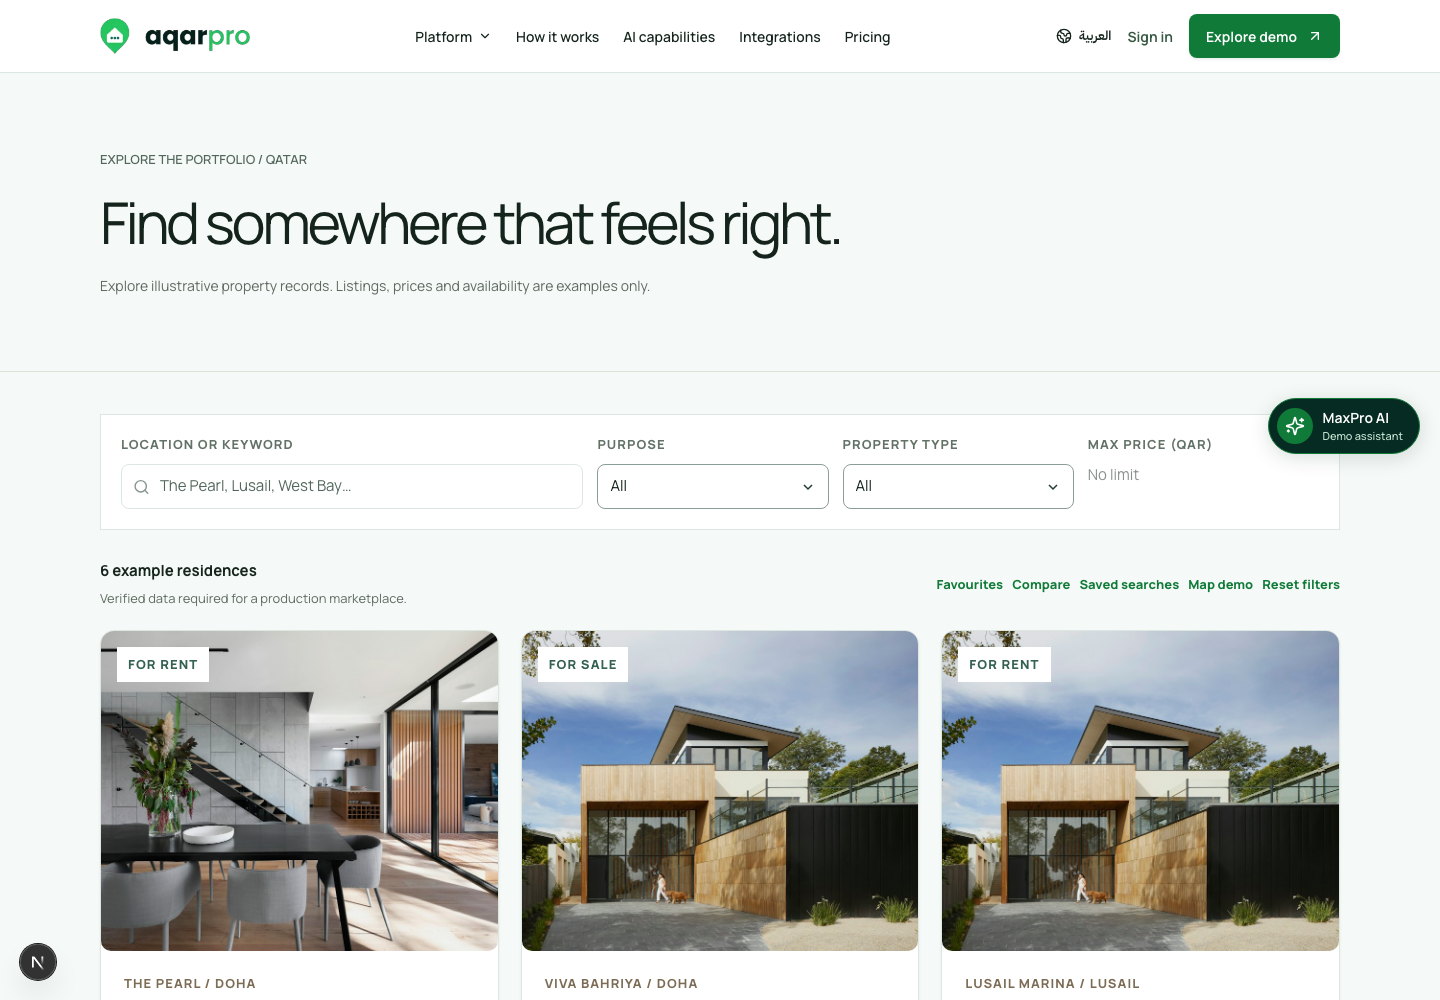 aqarpro
Platform
How it works
AI capabilities
Integrations
Pricing
العربية
Sign in
Explore demo
EXPLORE THE PORTFOLIO / QATAR
Find somewhere that feels right.
Explore illustrative property records. Listings, prices and availability are examples only.
MaxPro AI
Demo assistant
LOCATION OR KEYWORD
The Pearl, Lusail, West Bay...
PURPOSE
All
PROPERTY TYPE
All
MAX PRICE (QAR)
No limit
6 example residences
Verified data required for a production marketplace.
Favourites
Compare
Saved searches
Map demo
Reset filters
FOR RENT
FOR SALE
FOR RENT
N
THE PEARL / DOHA
VIVA BAHRIYA / DOHA
LUSAIL MARINA / LUSAIL